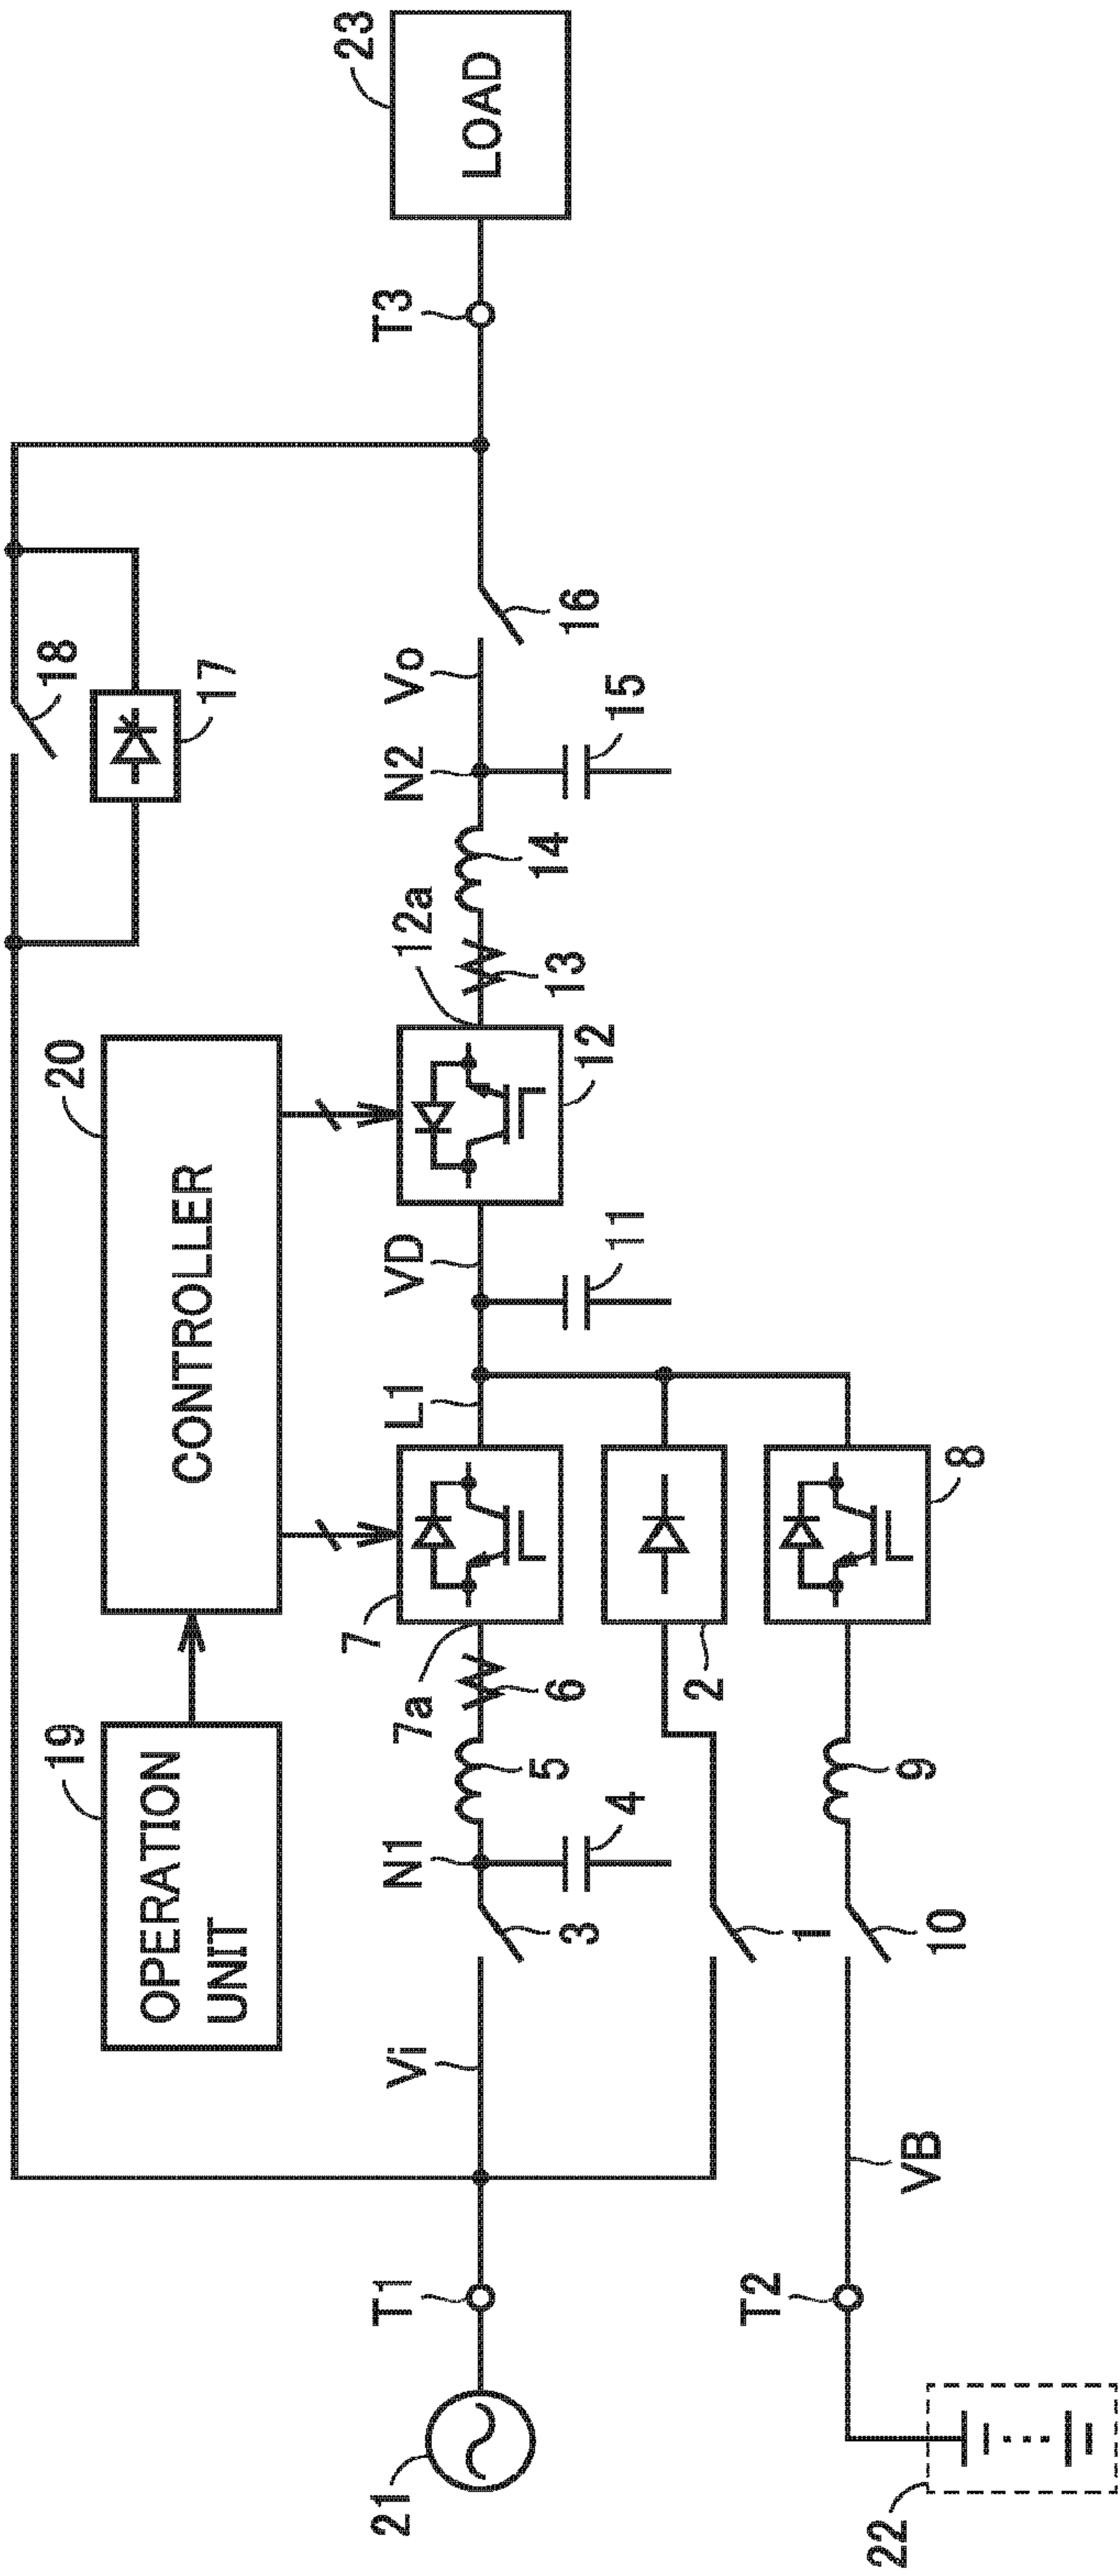 18
17
19
OPERATION
UNIT
20
CONTROLLER
23
LOAD
21
T1
Vi
3
N1
4
5
6
7a
7
L1
VD
11
12
12a
13
14
N2
15
Vo
16
T3
1
2
22
T2
VB
10
9
8